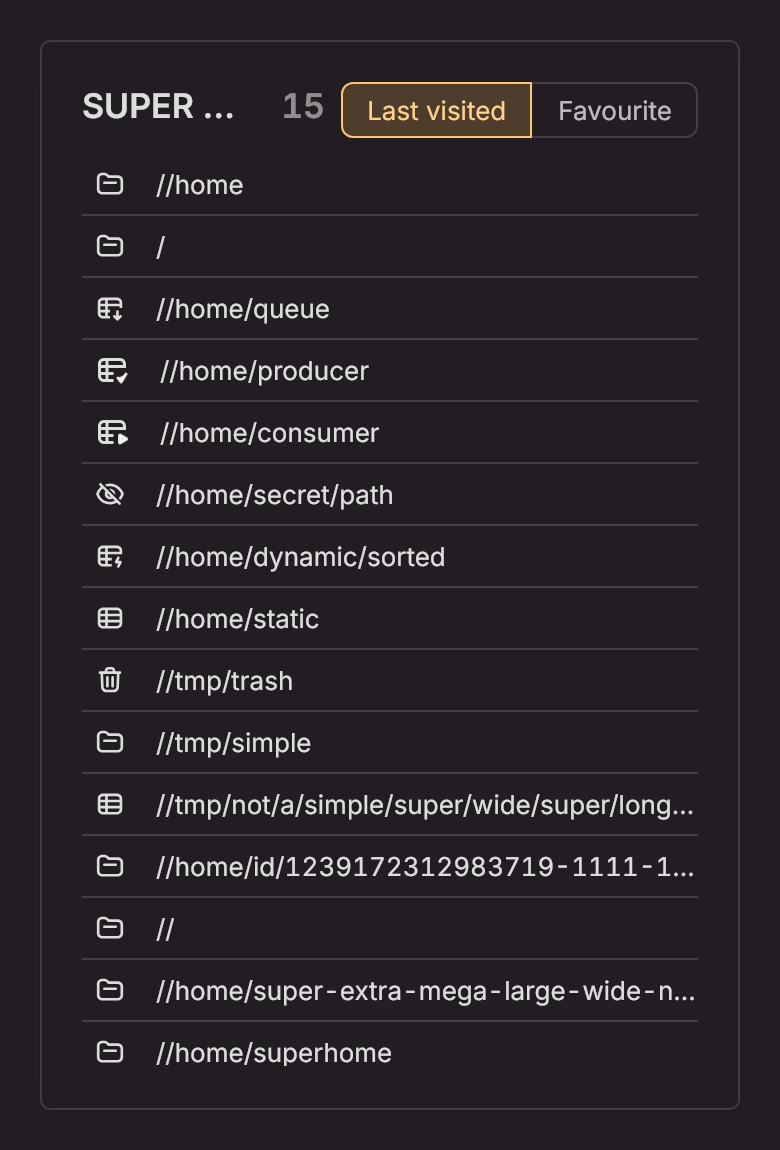 SUPER ... 15 Last visited Favourite
//home
/
//home/queue
//home/producer
//home/consumer
//home/secret/path
//home/dynamic/sorted
//home/static
//tmp/trash
//tmp/simple
//tmp/not/a/simple/super/wide/super/long...
//home/id/1239172312983719-1111-1...
//
//home/super-extra-mega-large-wide-n...
//home/superhome